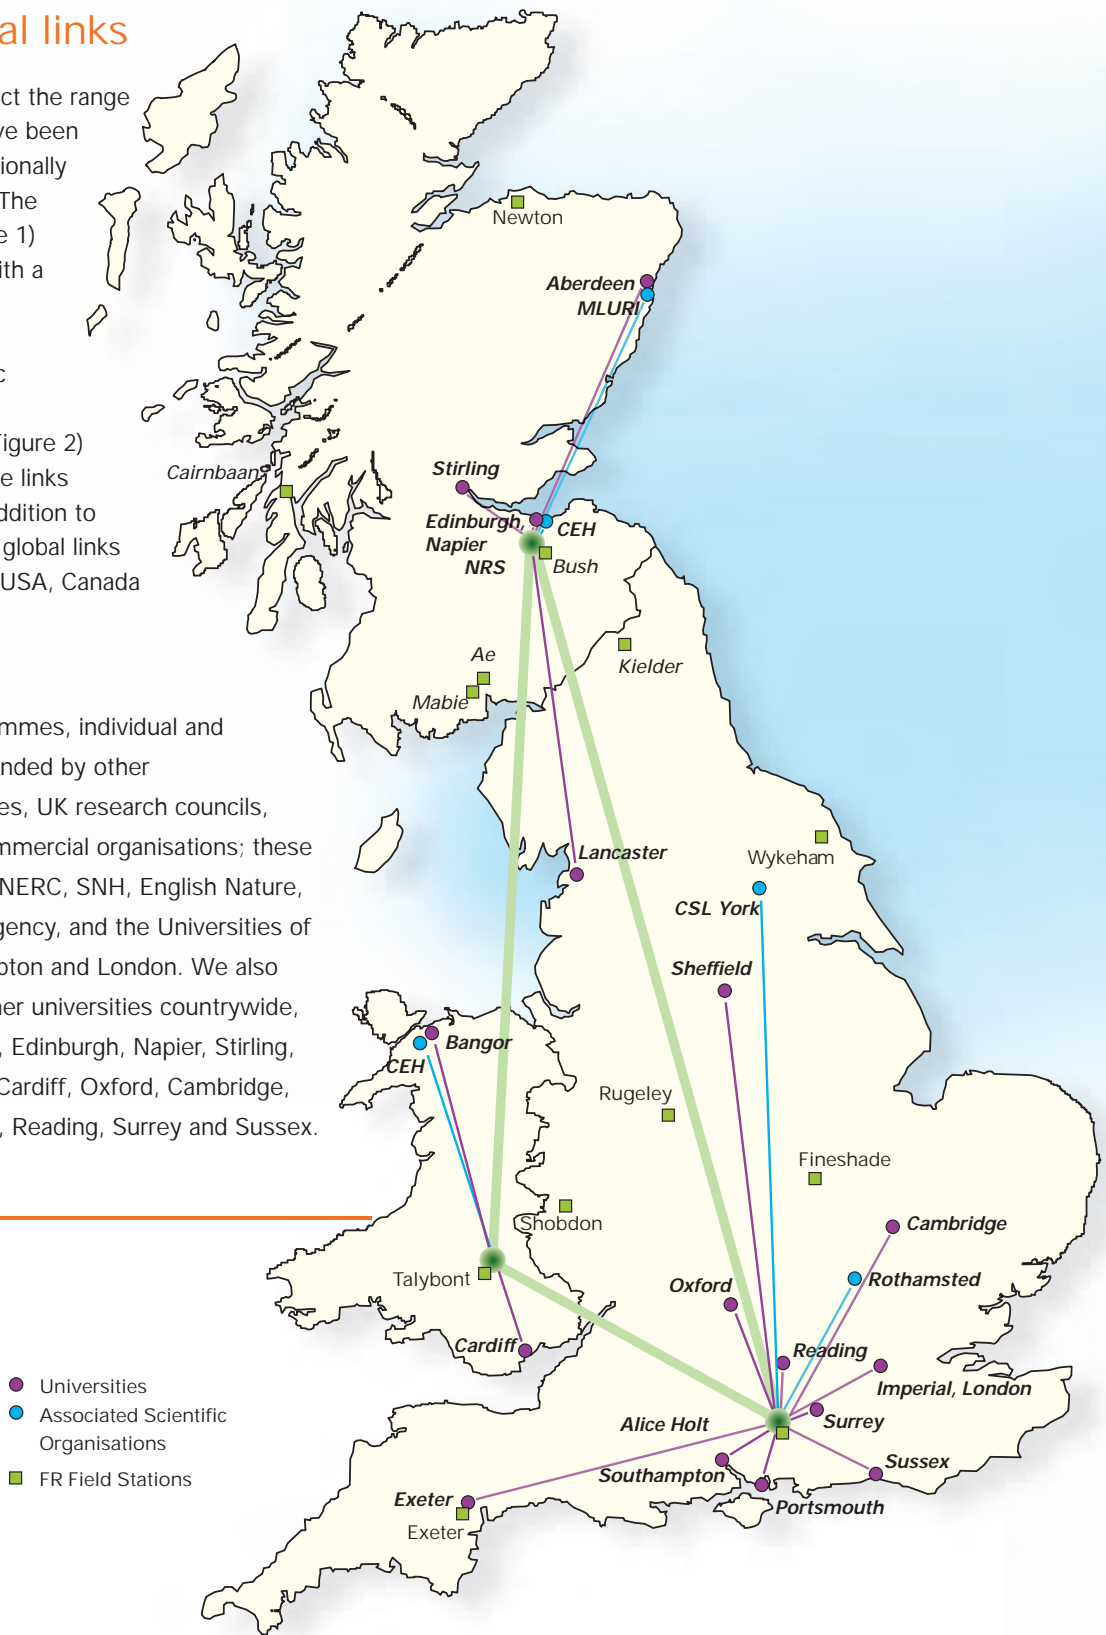 al links
ct the range
ve been
ionally
The
e 1)
ith a
c
Figure 2)
e links
ddition to
global links
USA, Canada
mmes, individual and
nded by other
es, UK research councils,
mmercial organisations; these
NERC, SNH, English Nature,
gency, and the Universities of
pton and London. We also
her universities countrywide,
, Edinburgh, Napier, Stirling,
Cardiff, Oxford, Cambridge,
, Reading, Surrey and Sussex.
Newton
Aberdeen
MLURI
Cairnbaan
Stirling
Edinburgh,
Napier
CEH
NRS
Bush
Kielder
Ae
Mabie
Lancaster
Wykeham
CSL York
Sheffield
Bangor
CEH
Rugeley
Fineshade
Shobdon
Cambridge
Talybont
Oxford
Rothamsted
Cardiff
Reading
Imperial, London
Alice Holt
Surrey
Southampton
Sussex
Portsmouth
Exeter
Exeter
Universities
Associated Scientific
Organisations
FR Field Stations